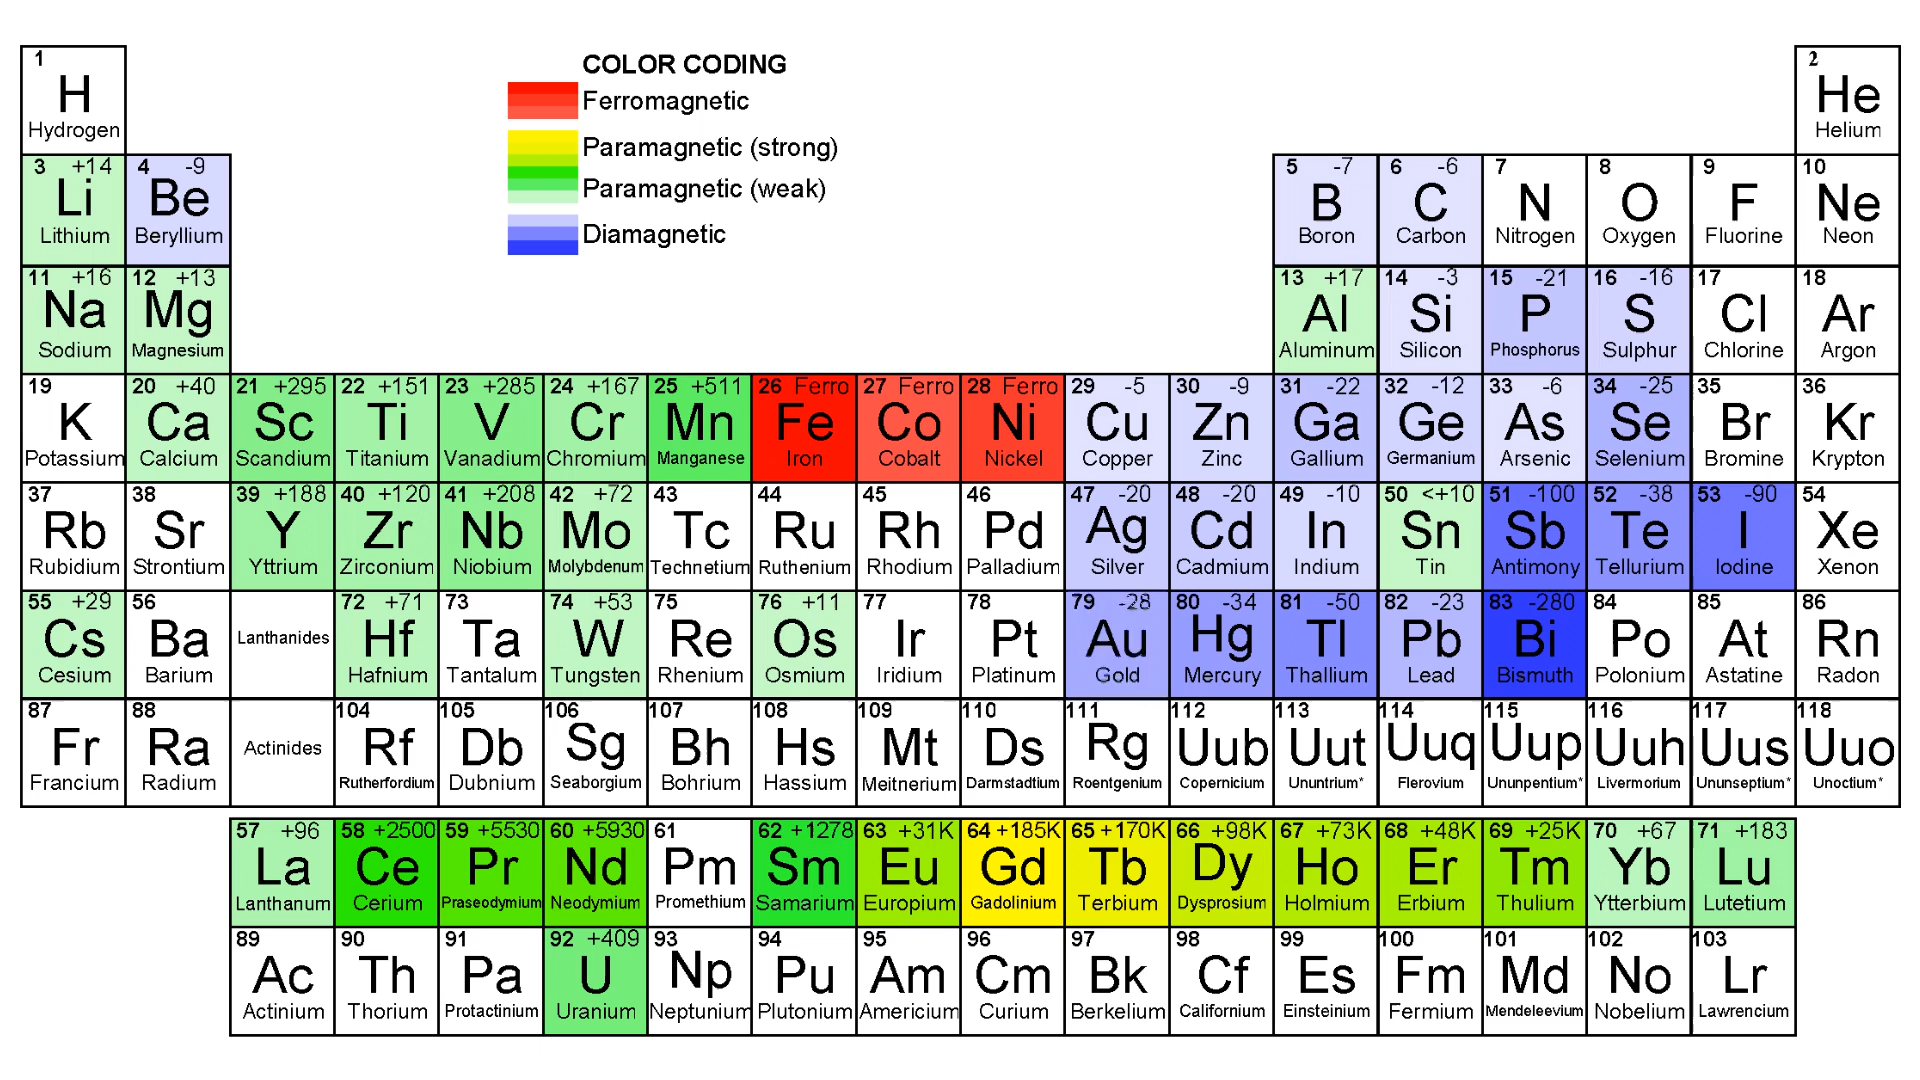 COLOR CODING
Ferromagnetic
Paramagnetic (strong)
Paramagnetic (weak)
Diamagnetic
1
H
Hydrogen
2
He
Helium
3 +14
Li
Lithium
4 -9
Be
Beryllium
5 -7
B
Boron
6 -6
C
Carbon
7
N
Nitrogen
8
O
Oxygen
9
F
Fluorine
10
Ne
Neon
11 +16
Na
Sodium
12 +13
Mg
Magnesium
13 +17
Al
Aluminum
14 -3
Si
Silicon
15 -21
P
Phosphorus
16 -16
S
Sulphur
17
Cl
Chlorine
18
Ar
Argon
19
K
Potassium
20 +40
Ca
Calcium
21 +295
Sc
Scandium
22 +151
Ti
Titanium
23 +285
V
Vanadium
24 +167
Cr
Chromium
25 +511
Mn
Manganese
26 Ferro
Fe
Iron
27 Ferro
Co
Cobalt
28 Ferro
Ni
Nickel
29 -5
Cu
Copper
30 -9
Zn
Zinc
31 -22
Ga
Gallium
32 -12
Ge
Germanium
33 -6
As
Arsenic
34 -25
Se
Selenium
35
Br
Bromine
36
Kr
Krypton
37
Rb
Rubidium
38
Sr
Strontium
39 +188
Y
Yttrium
40 +120
Zr
Zirconium
41 +208
Nb
Niobium
42 +72
Mo
Molybdenum
43
Tc
Technetium
44
Ru
Ruthenium
45
Rh
Rhodium
46
Pd
Palladium
47 -20
Ag
Silver
48 -20
Cd
Cadmium
49 -10
In
Indium
50 <+10
Sn
Tin
51 -100
Sb
Antimony
52 -38
Te
Tellurium
53 -90
I
Iodine
54
Xe
Xenon
55 +29
Cs
Cesium
56
Ba
Barium
Lanthanides
72 +71
Hf
Hafnium
73
Ta
Tantalum
74 +53
W
Tungsten
75
Re
Rhenium
76 +11
Os
Osmium
77
Ir
Iridium
78
Pt
Platinum
79 -28
Au
Gold
80 -34
Hg
Mercury
81 -50
Tl
Thallium
82 -23
Pb
Lead
83 -280
Bi
Bismuth
84
Po
Polonium
85
At
Astatine
86
Rn
Radon
87
Fr
Francium
88
Ra
Radium
Actinides
104
Rf
Rutherfordium
105
Db
Dubnium
106
Sg
Seaborgium
107
Bh
Bohrium
108
Hs
Hassium
109
Mt
Meitnerium
110
Ds
Darmstadtium
111
Rg
Roentgenium
112
Uub
Copernicium
113
Uut
Ununtrium*
114
Uuq
Flerovium
115
Uup
Ununpentium*
116
Uuh
Livermorium
117
Uus
Ununseptium*
118
Uuo
Unoctium*
57 +96
La
Lanthanum
58 +2500
Ce
Cerium
59 +5530
Pr
Praseodymium
60 +5930
Nd
Neodymium
61
Pm
Promethium
62 +1278
Sm
Samarium
63 +31K
Eu
Europium
64 +185K
Gd
Gadolinium
65 +170K
Tb
Terbium
66 +98K
Dy
Dysprosium
67 +73K
Ho
Holmium
68 +48K
Er
Erbium
69 +25K
Tm
Thulium
70 +67
Yb
Ytterbium
71 +183
Lu
Lutetium
89
Ac
Actinium
90
Th
Thorium
91
Pa
Protactinium
92 +409
U
Uranium
93
Np
Neptunium
94
Pu
Plutonium
95
Am
Americium
96
Cm
Curium
97
Bk
Berkelium
98
Cf
Californium
99
Es
Einsteinium
100
Fm
Fermium
101
Md
Mendeleevium
102
No
Nobelium
103
Lr
Lawrencium